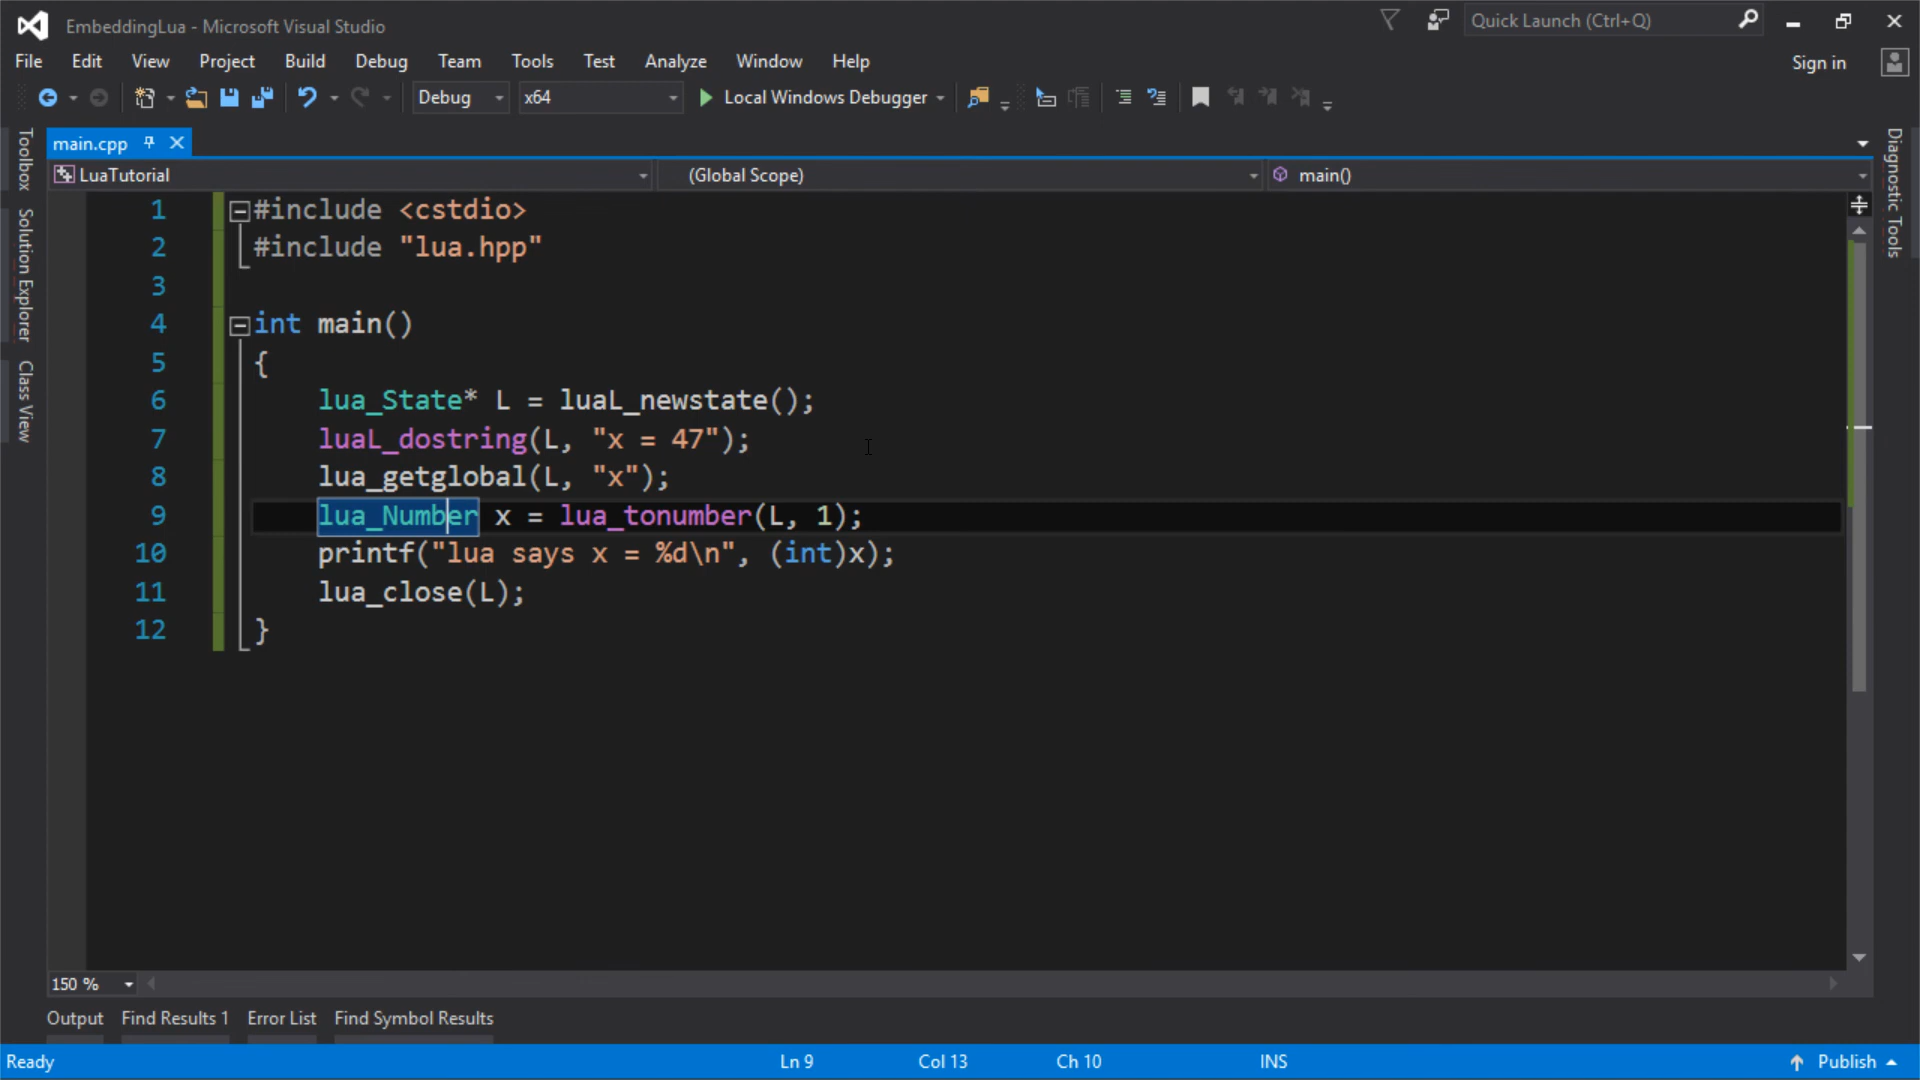 EmbeddingLua - Microsoft Visual Studio
Quick Launch (Ctrl+Q)
File Edit View Project Build Debug Team Tools Test Analyze Window Help
Sign in
Debug x64 Local Windows Debugger
main.cpp
LuaTutorial (Global Scope) main()
Toolbox
Solution Explorer
Class View
Diagnostic Tools
1 #include <cstdio>
2 #include "lua.hpp"
3
4 int main()
5 {
6 lua_State* L = luaL_newstate();
7 luaL_dostring(L, "x = 47");
8 lua_getglobal(L, "x");
9 lua_Number x = lua_tonumber(L, 1);
10 printf("lua says x = %d\n", (int)x);
11 lua_close(L);
12 }
150 %
Output Find Results 1 Error List Find Symbol Results
Ready Ln 9 Col 13 Ch 10 INS Publish